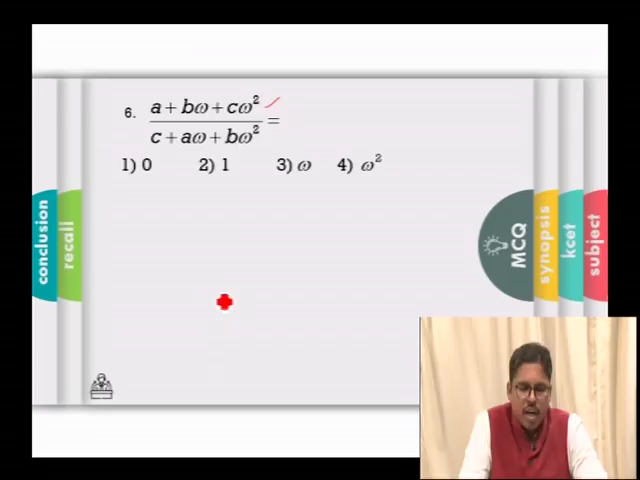 6. (a + bω + cω²) / (c + aω + bω²) =
1) 0 2) 1 3) ω 4) ω²
conclusion
recall
MCQ
synopsis
kcet
subject